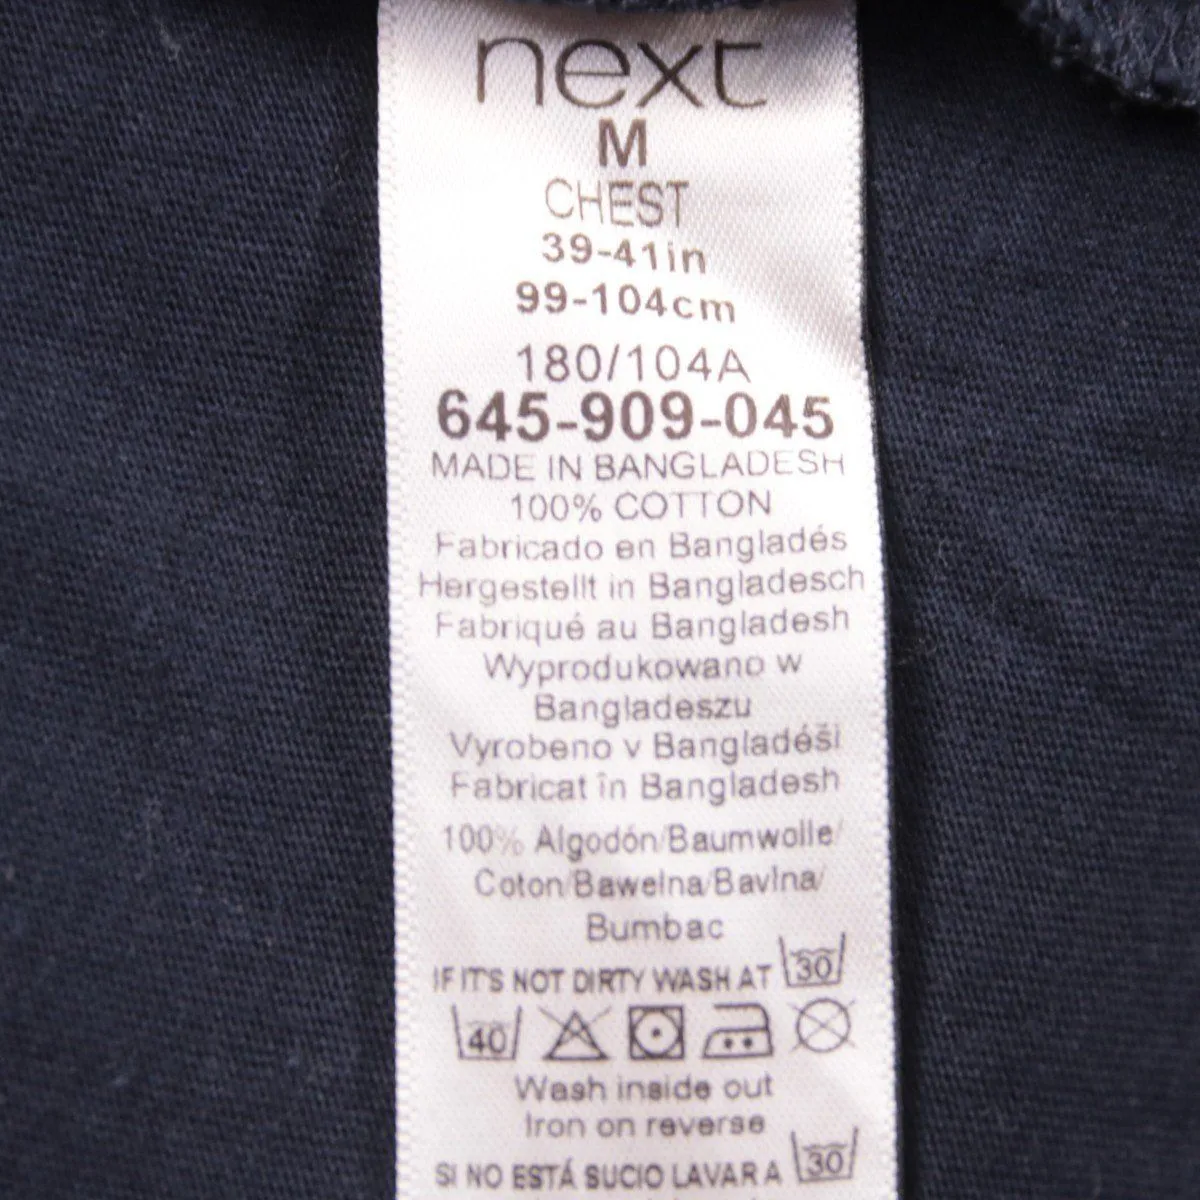 next
M
CHEST
39-41in
99-104cm
180/104A
645-909-045
MADE IN BANGLADESH
100% COTTON
Fabricado en Bangladés
Hergestellt in Bangladesch
Fabriqué au Bangladesh
Wyprodukowano w
Bangladeszu
Vyrobeno v Bangladéši
Fabricat în Bangladesh
100% Algodón/Baumwolle/
Coton/Bawełna/Bavlna/
Bumbac
IF IT'S NOT DIRTY WASH AT 30
40
Wash inside out
Iron on reverse
SI NO ESTÁ SUCIO LAVAR A 30